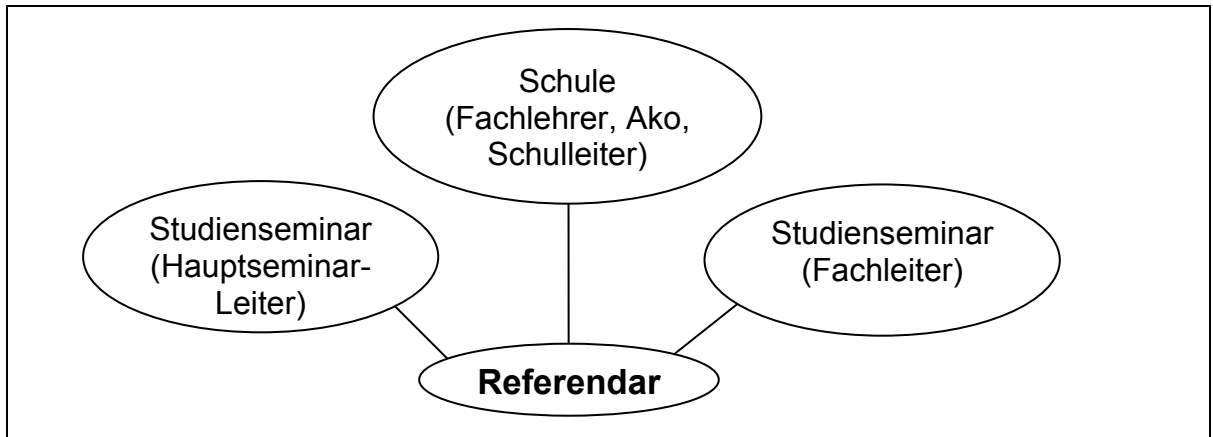 Schule
(Fachlehrer, Ako,
Schulleiter)
Studienseminar
(Hauptseminar-
Leiter)
Studienseminar
(Fachleiter)
Referendar